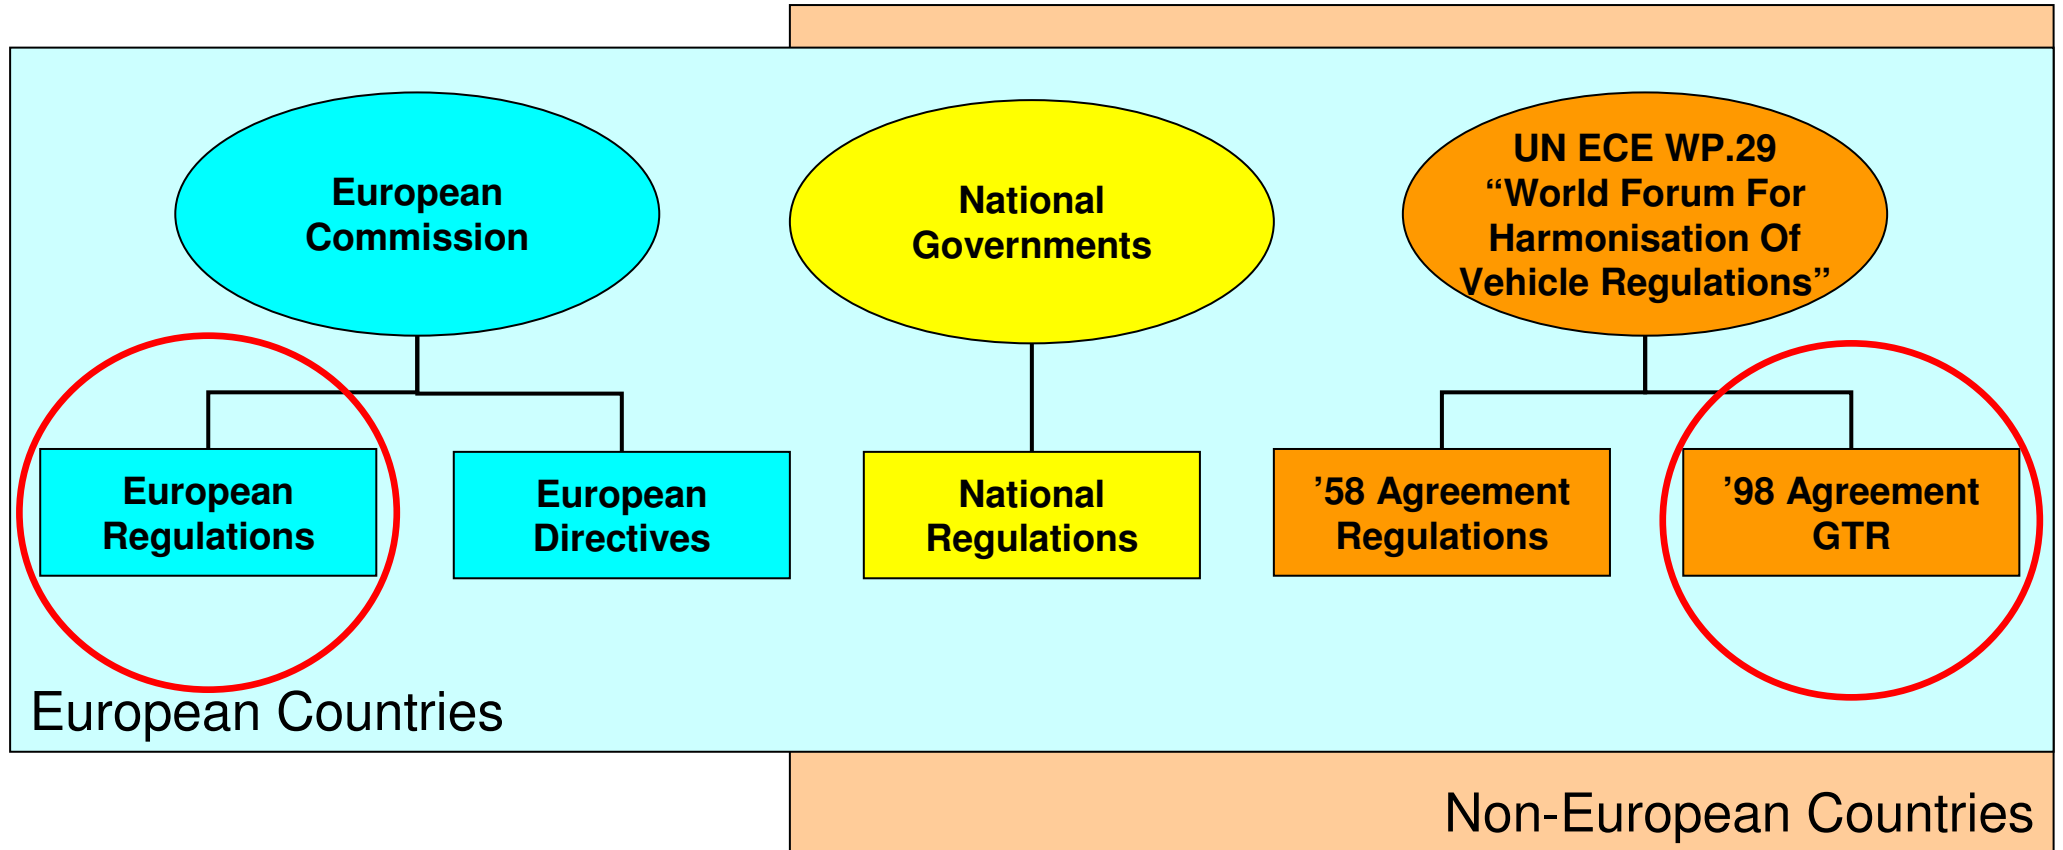 European
Commission
National
Governments
UN ECE WP.29
“World Forum For
Harmonisation Of
Vehicle Regulations”
European
Regulations
European
Directives
National
Regulations
’58 Agreement
Regulations
’98 Agreement
GTR
European Countries
Non-European Countries